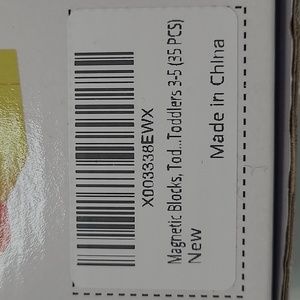 X003338EWX
Magnetic Blocks, Tod...Toddlers 3-5 (35 PCS)
New
Made in China